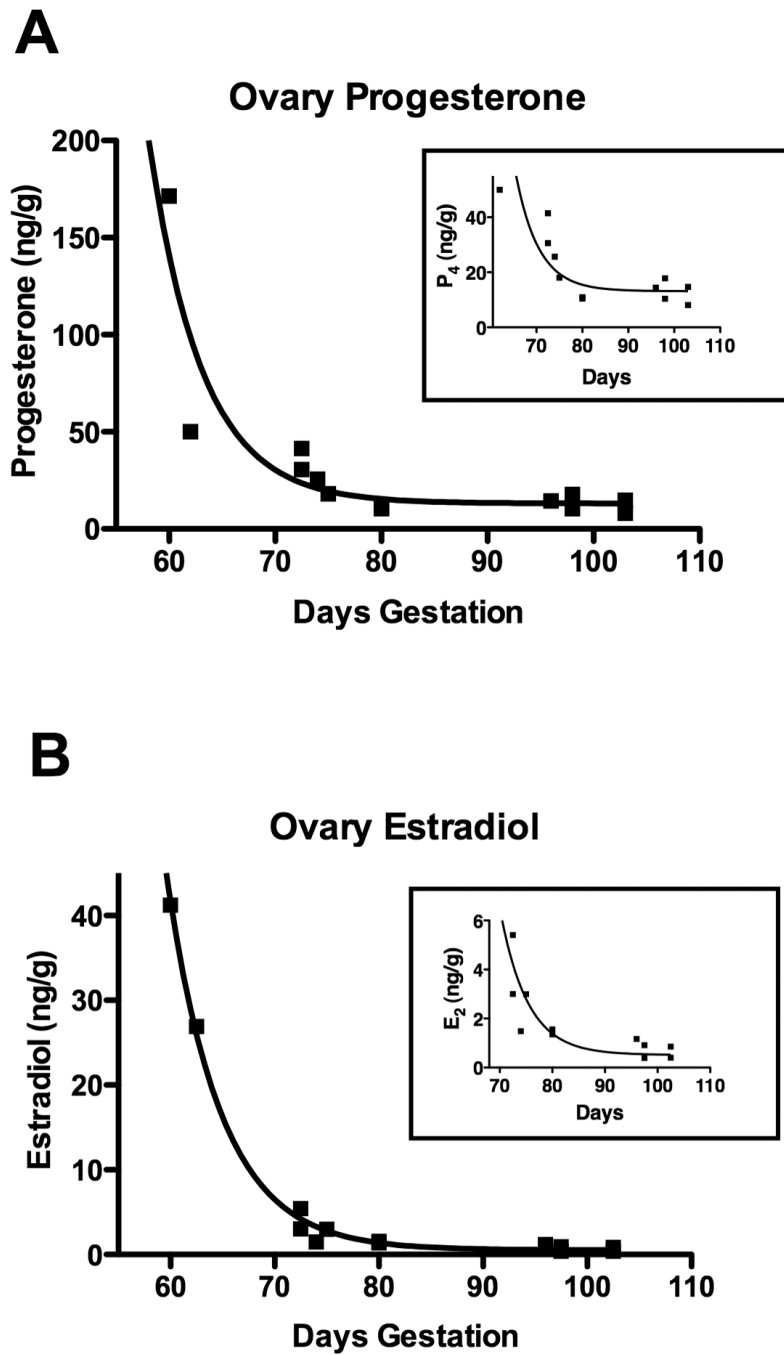 A
Ovary Progesterone
Progesterone (ng/g)
200
150
100
50
0
60 70 80 90 100 110
Days Gestation
P4 (ng/g)
40
20
0
70 80 90 100 110
Days
B
Ovary Estradiol
Estradiol (ng/g)
40
30
20
10
0
60 70 80 90 100 110
Days Gestation
E2 (ng/g)
6
4
2
0
70 80 90 100 110
Days